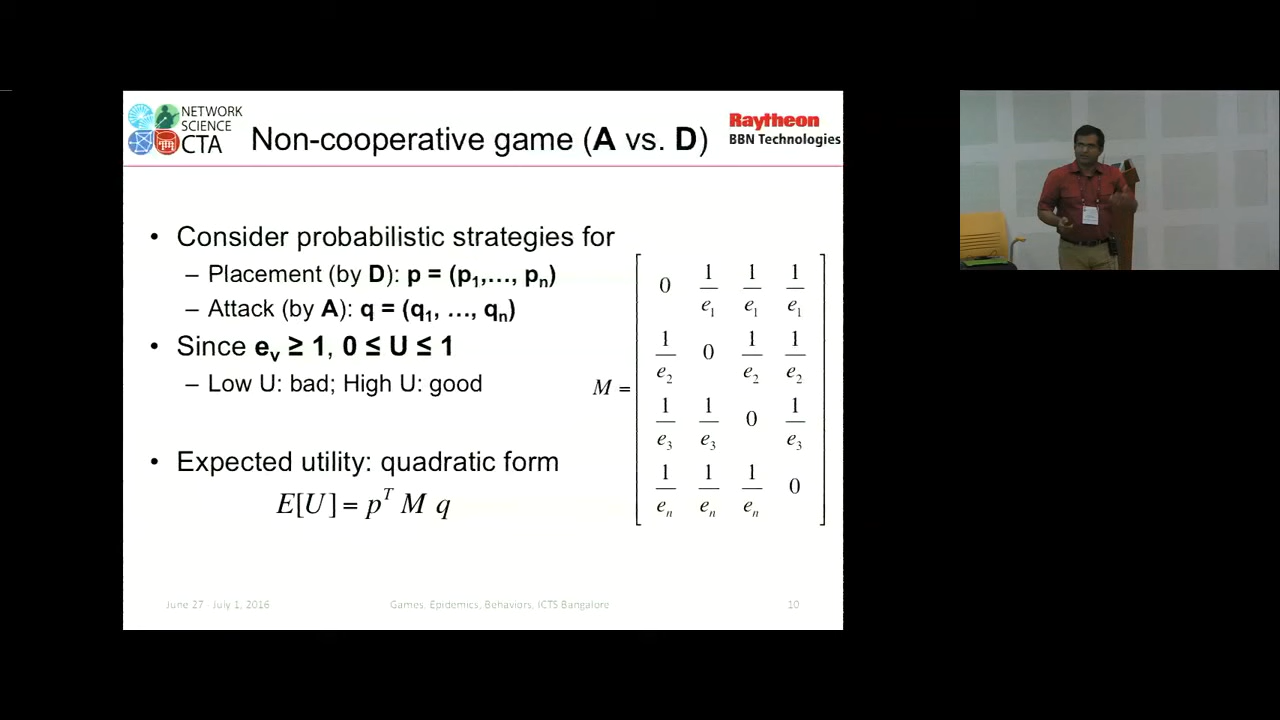 NETWORK
SCIENCE
CTA
Non-cooperative game (A vs. D)
Raytheon
BBN Technologies
• Consider probabilistic strategies for
– Placement (by D): p = (p₁,…, pₙ)
– Attack (by A): q = (q₁, …, qₙ)
• Since eᵥ ≥ 1, 0 ≤ U ≤ 1
– Low U: bad; High U: good
• Expected utility: quadratic form
E[U] = pᵀ M q
M =
0 1/e₁ 1/e₁ 1/e₁
1/e₂ 0 1/e₂ 1/e₂
1/e₃ 1/e₃ 0 1/e₃
1/eₙ 1/eₙ 1/eₙ 0
June 27 - July 1, 2016
Games, Epidemics, Behaviors, ICTS Bangalore
10